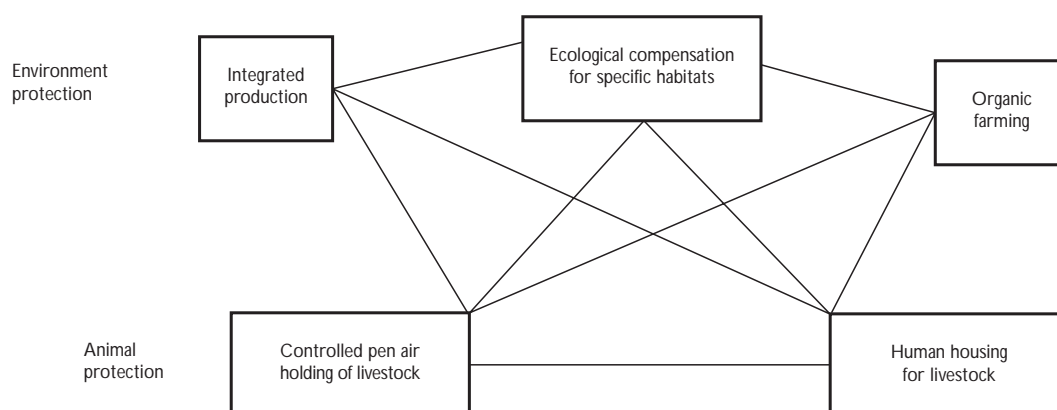 Environment
protection
Integrated
production
Ecological compensation
for specific habitats
Organic
farming
Animal
protection
Controlled pen air
holding of livestock
Human housing
for livestock